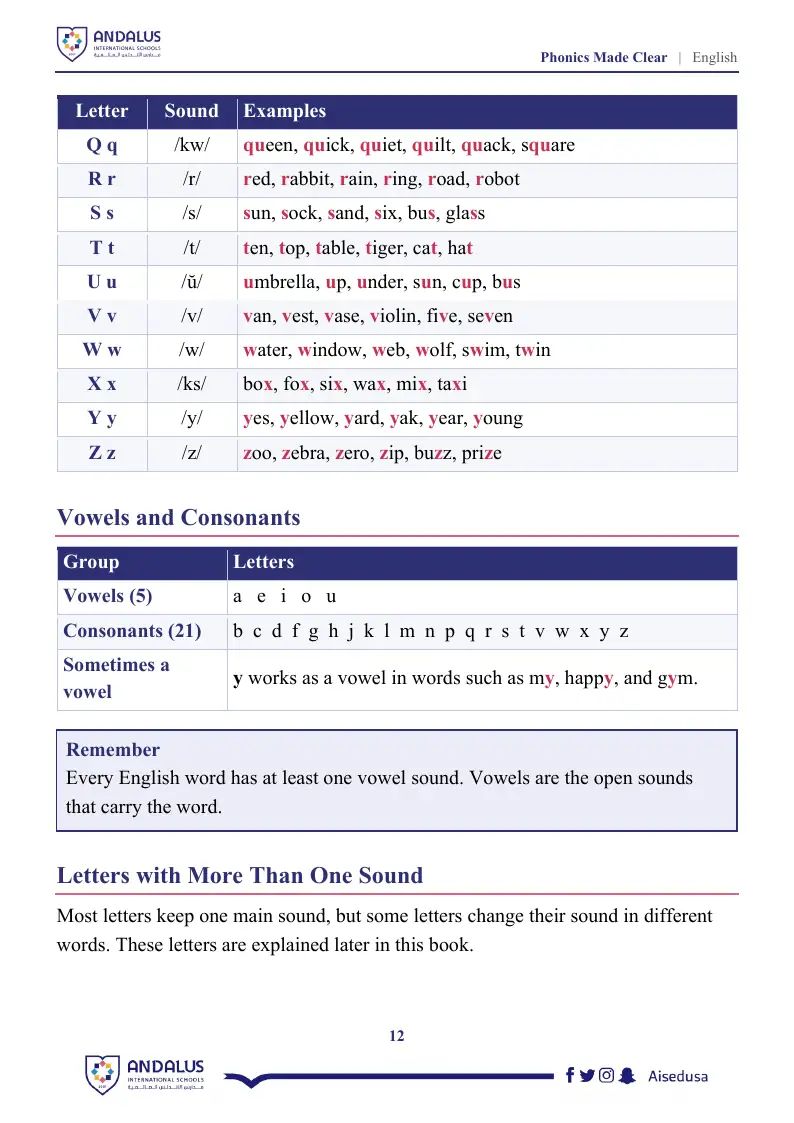 ANDALUS
INTERNATIONAL SCHOOLS
مدارس الأندلس العالمية
Phonics Made Clear | English
Letter Sound Examples
Q q /kw/ queen, quick, quiet, quilt, quack, square
R r /r/ red, rabbit, rain, ring, road, robot
S s /s/ sun, sock, sand, six, bus, glass
T t /t/ ten, top, table, tiger, cat, hat
U u /ŭ/ umbrella, up, under, sun, cup, bus
V v /v/ van, vest, vase, violin, five, seven
W w /w/ water, window, web, wolf, swim, twin
X x /ks/ box, fox, six, wax, mix, taxi
Y y /y/ yes, yellow, yard, yak, year, young
Z z /z/ zoo, zebra, zero, zip, buzz, prize
Vowels and Consonants
Group Letters
Vowels (5) a e i o u
Consonants (21) b c d f g h j k l m n p q r s t v w x y z
Sometimes a
vowel
y works as a vowel in words such as my, happy, and gym.
Remember
Every English word has at least one vowel sound. Vowels are the open sounds
that carry the word.
Letters with More Than One Sound
Most letters keep one main sound, but some letters change their sound in different
words. These letters are explained later in this book.
12
ANDALUS
INTERNATIONAL SCHOOLS
مدارس الأندلس العالمية
Aisedusa